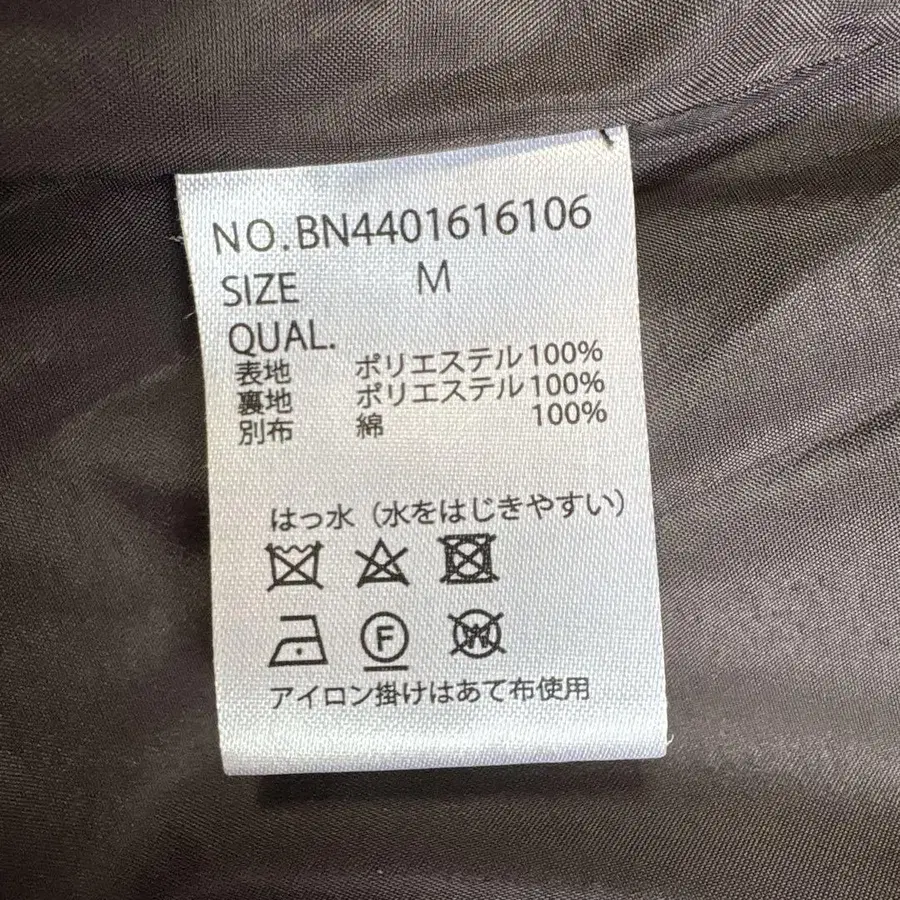 NO.BN4401616106
SIZE M
QUAL.
表地 ポリエステル100%
裏地 ポリエステル100%
別布 綿 100%
はっ水（水をはじきやすい）
F W
アイロン掛けはあて布使用